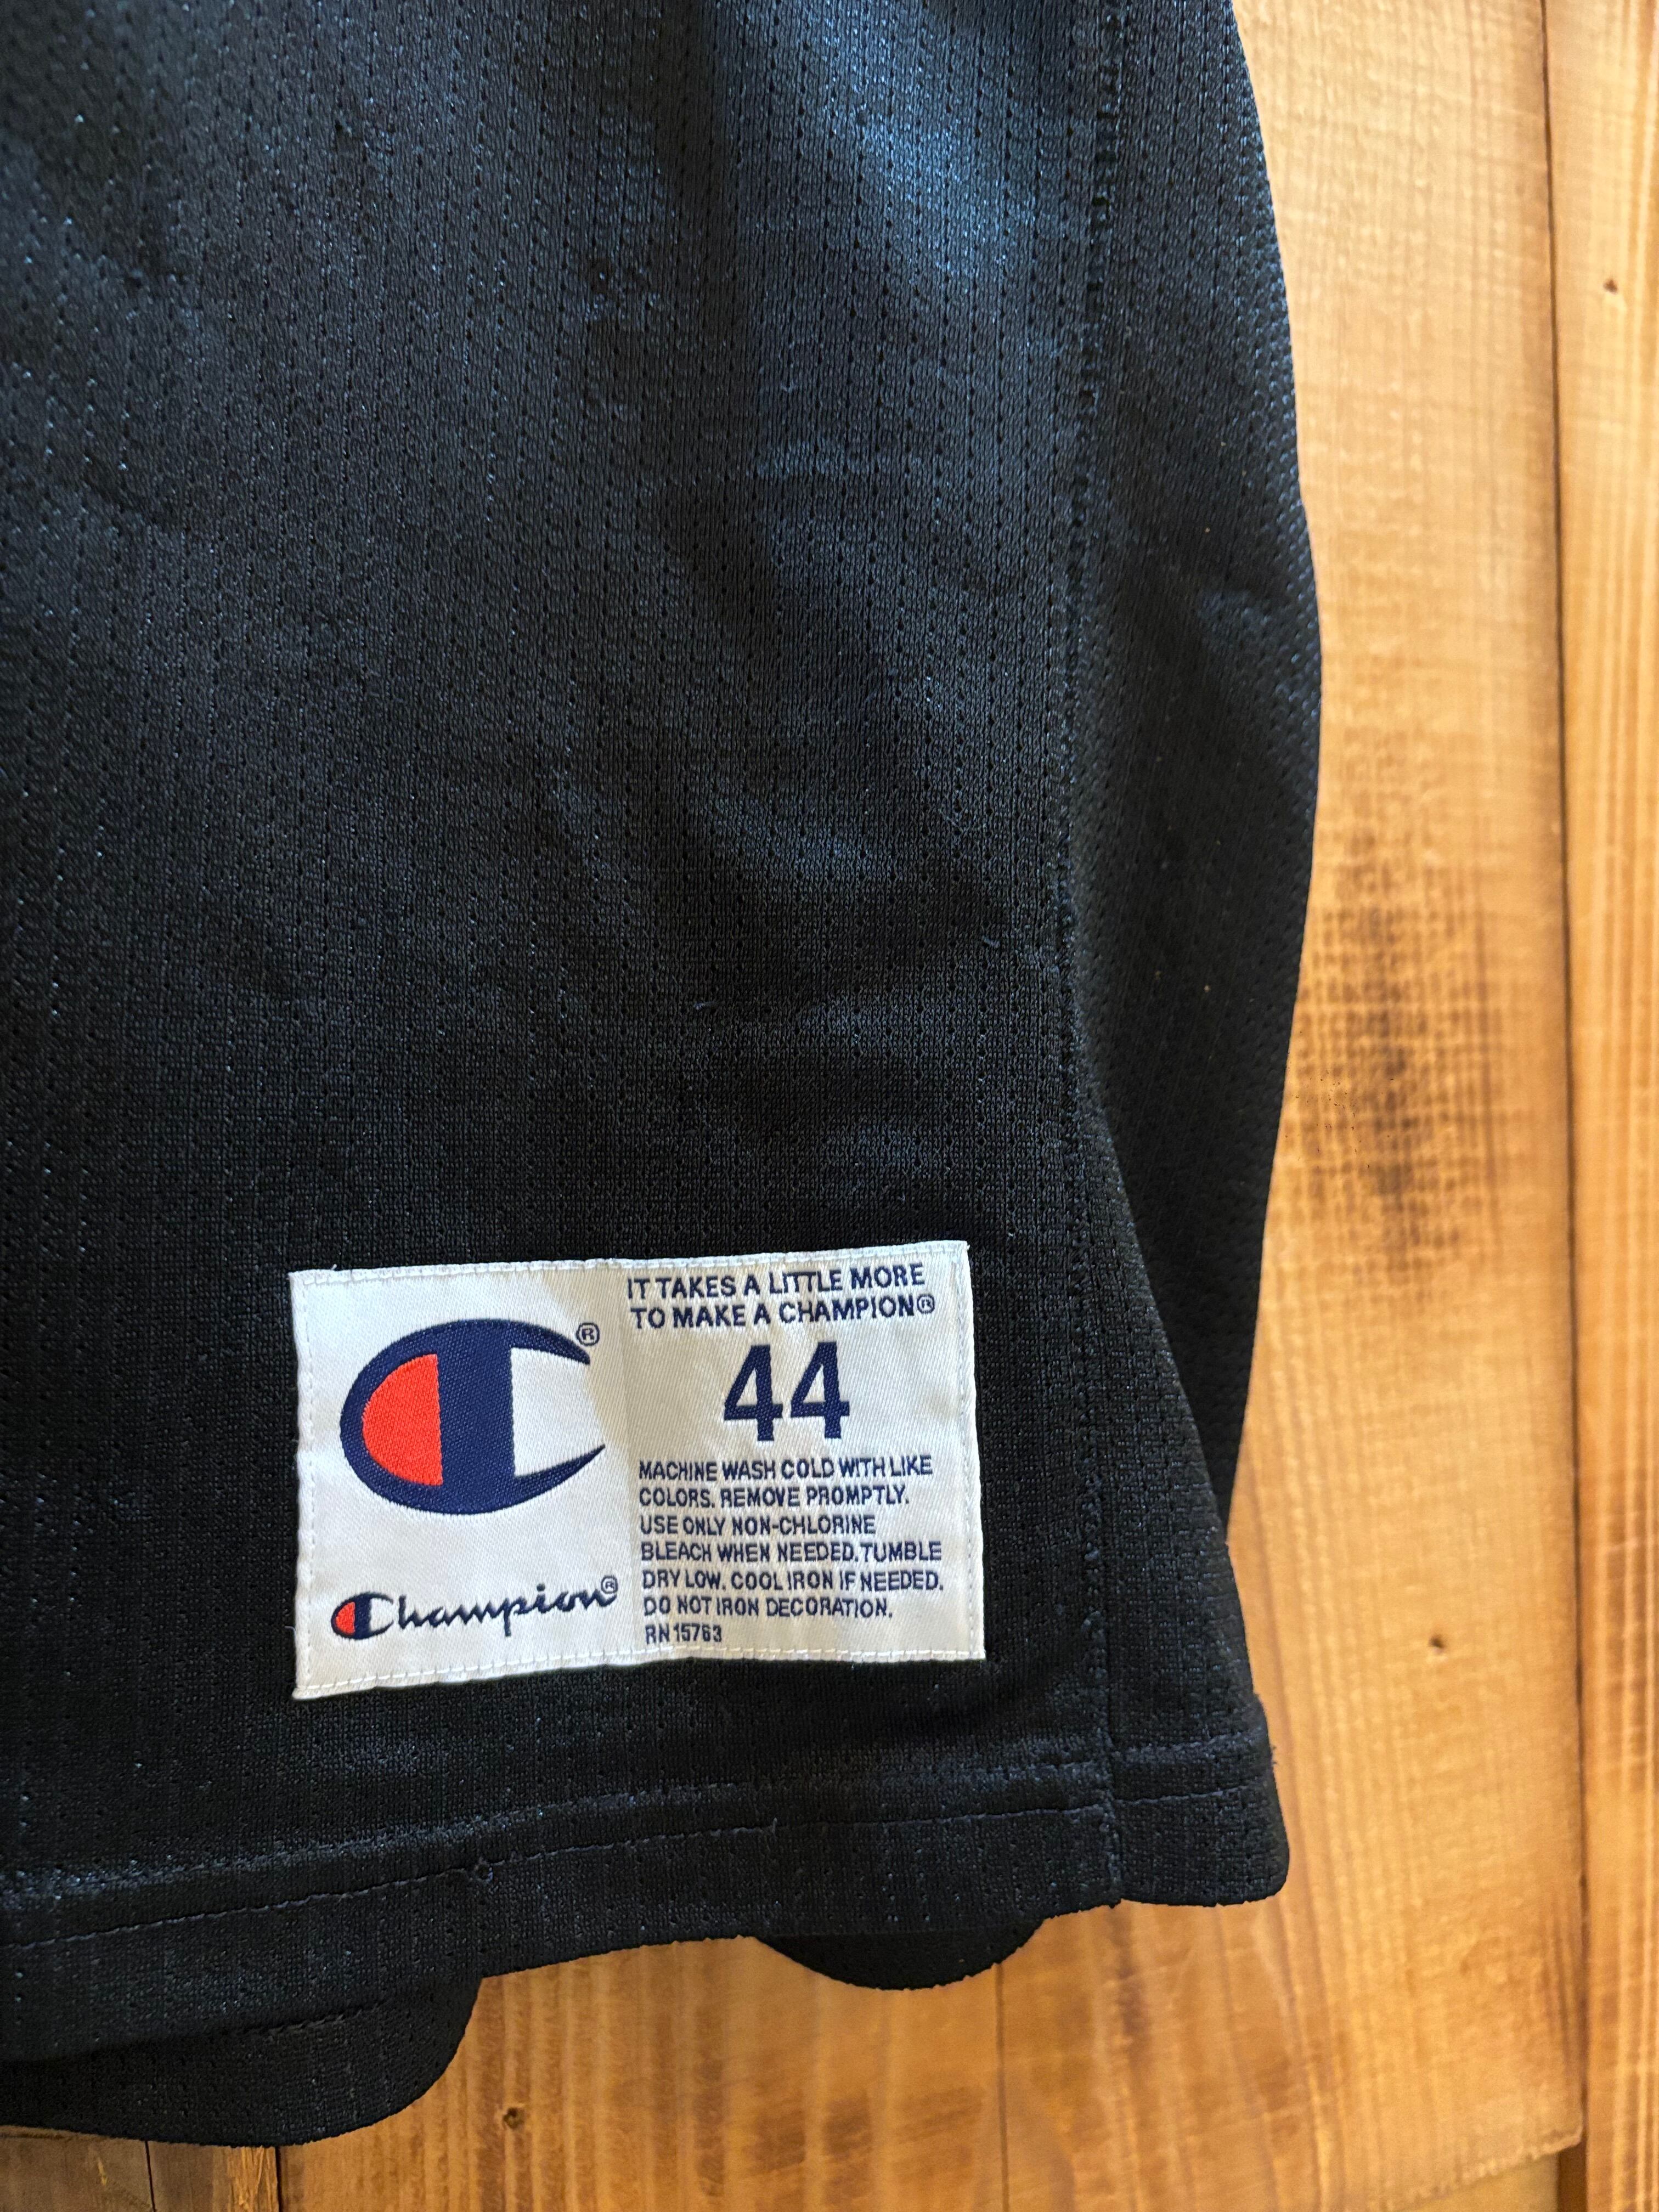 IT TAKES A LITTLE MORE
TO MAKE A CHAMPION®
44
MACHINE WASH COLD WITH LIKE
COLORS. REMOVE PROMPTLY.
USE ONLY NON-CHLORINE
BLEACH WHEN NEEDED. TUMBLE
DRY LOW. COOL IRON IF NEEDED.
DO NOT IRON DECORATION.
RN 15763
®
Champion®